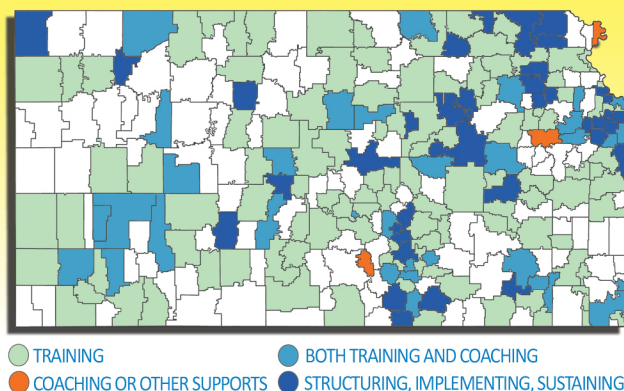 TRAINING
BOTH TRAINING AND COACHING
COACHING OR OTHER SUPPORTS
STRUCTURING, IMPLEMENTING, SUSTAINING